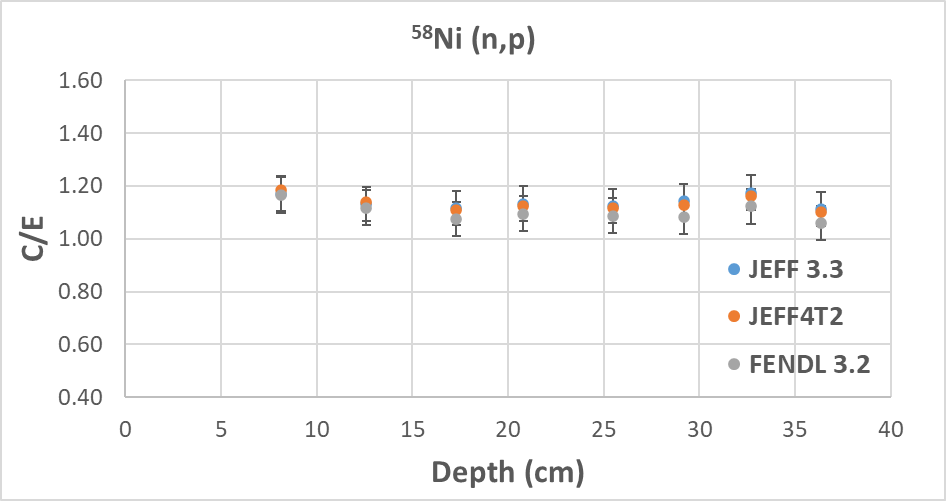 ⁵⁸Ni (n,p)
1.60
1.40
1.20
1.00
0.80
0.60
0.40
C/E
JEFF 3.3
JEFF4T2
FENDL 3.2
0 5 10 15 20 25 30 35 40
Depth (cm)